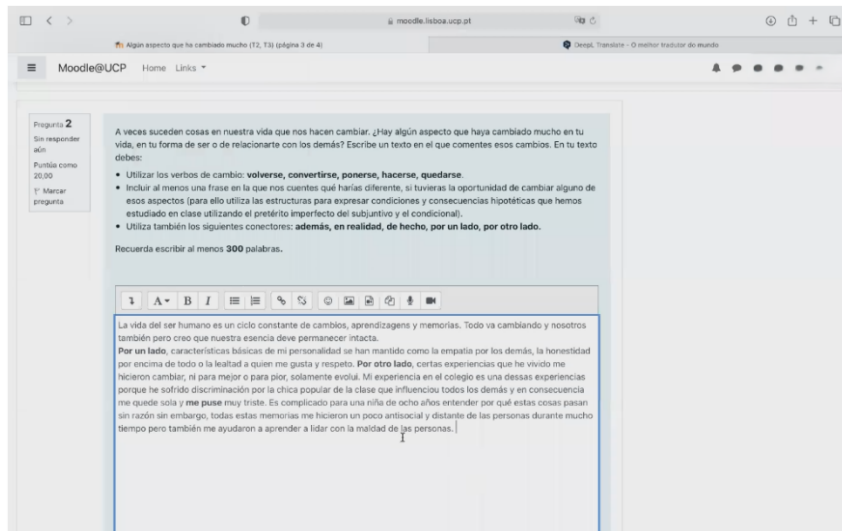 moodle.lisboa.ucp.pt
Algún aspecto que ha cambiado mucho (T2, T3) (página 3 de 4)
DeepL Translate - O melhor tradutor do mundo
Moodle@UCP Home Links
Pregunta 2
Sin responder
aún
Puntúa como
20,00
Marcar
pregunta
A veces suceden cosas en nuestra vida que nos hacen cambiar. ¿Hay algún aspecto que haya cambiado mucho en tu
vida, en tu forma de ser o de relacionarte con los demás? Escribe un texto en el que comentes esos cambios. En tu texto
debes:
• Utilizar los verbos de cambio: volverse, convertirse, ponerse, hacerse, quedarse.
• Incluir al menos una frase en la que nos cuentes qué harías diferente, si tuvieras la oportunidad de cambiar alguno de
esos aspectos (para ello utiliza las estructuras para expresar condiciones y consecuencias hipotéticas que hemos
estudiado en clase utilizando el pretérito imperfecto del subjuntivo y el condicional).
• Utiliza también los siguientes conectores: además, en realidad, de hecho, por un lado, por otro lado.
Recuerda escribir al menos 300 palabras.
A B I
La vida del ser humano es un ciclo constante de cambios, aprendizagens y memorias. Todo va cambiando y nosotros
también pero creo que nuestra esencia deve permanecer intacta.
Por un lado, características básicas de mi personalidad se han mantido como la empatia por los demás, la honestidad
por encima de todo o la lealtad a quien me gusta y respeto. Por otro lado, certas experiencias que he vivido me
hicieron cambiar, ni para mejor o para pior, solamente evolui. Mi experiencia en el colegio es una dessas experiencias
porque he sofrido discriminación por la chica popular de la clase que influenciou todos los demás y en consecuencia
me quede sola y me puse muy triste. Es complicado para una niña de ocho años entender por qué estas cosas pasan
sin razón sin embargo, todas estas memorias me hicieron un poco antisocial y distante de las personas durante mucho
tiempo pero también me ayudaron a aprender a lidar con la maldad de las personas.